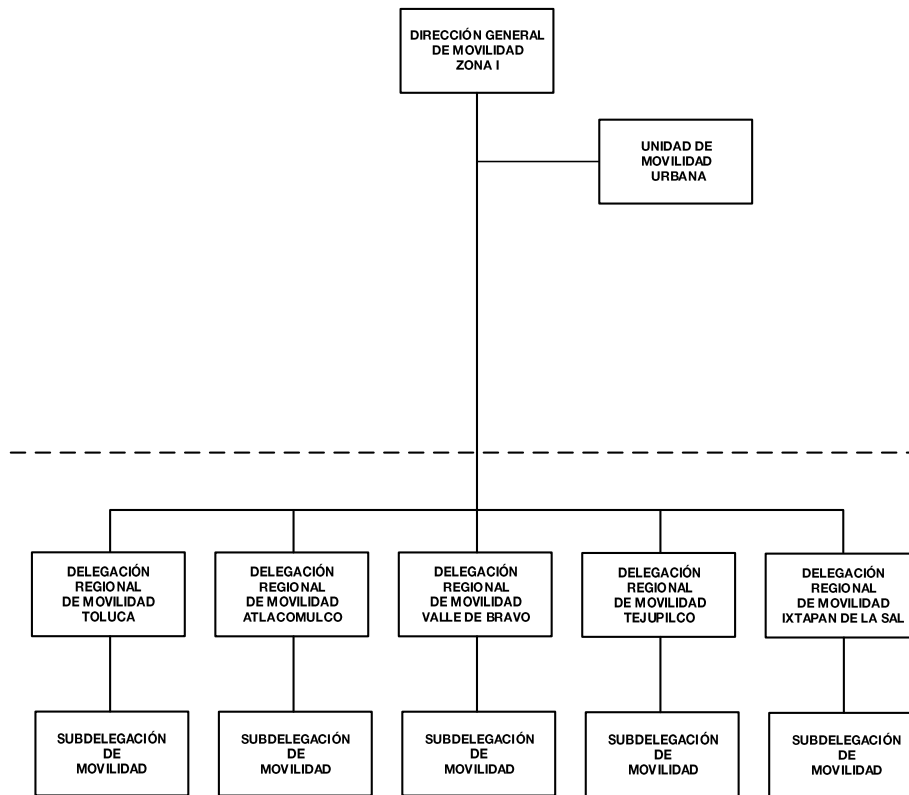 DIRECCIÓN GENERAL
DE MOVILIDAD
ZONA I
UNIDAD DE
MOVILIDAD
URBANA
DELEGACIÓN
REGIONAL
DE MOVILIDAD
TOLUCA
DELEGACIÓN
REGIONAL
DE MOVILIDAD
ATLACOMULCO
DELEGACIÓN
REGIONAL
DE MOVILIDAD
VALLE DE BRAVO
DELEGACIÓN
REGIONAL
DE MOVILIDAD
TEJUPILCO
DELEGACIÓN
REGIONAL
DE MOVILIDAD
IXTAPAN DE LA SAL
SUBDELEGACIÓN
DE
MOVILIDAD
SUBDELEGACIÓN
DE
MOVILIDAD
SUBDELEGACIÓN
DE
MOVILIDAD
SUBDELEGACIÓN
DE
MOVILIDAD
SUBDELEGACIÓN
DE
MOVILIDAD